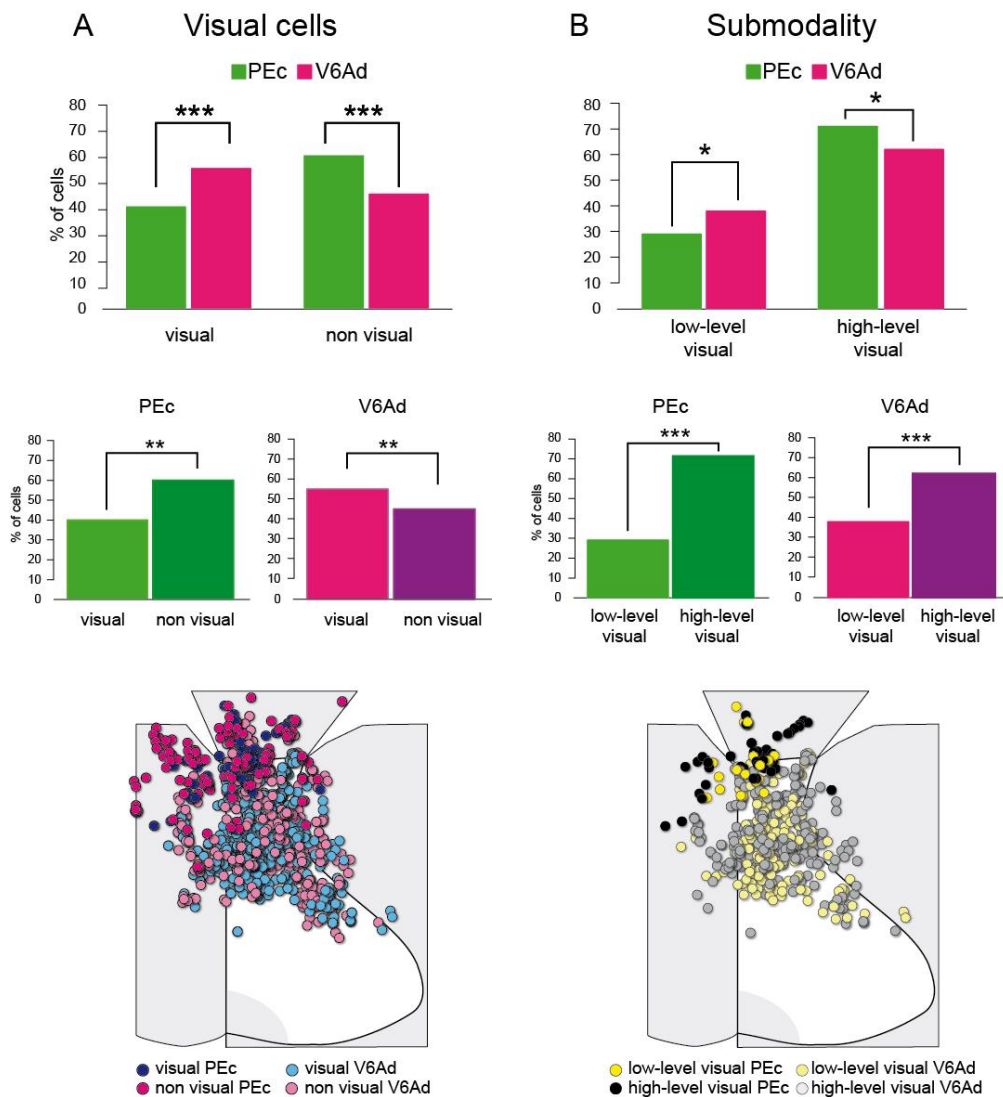 A Visual cells
PEc V6Ad
***
***
% of cells
80
70
60
50
40
30
20
10
0
visual
non visual
B Submodality
PEc V6Ad
*
*
80
70
60
50
40
30
20
10
0
low-level
visual
high-level
visual
PEc
**
% of cells
80
70
60
50
40
30
20
10
0
visual
non visual
V6Ad
**
80
70
60
50
40
30
20
10
0
visual
non visual
PEc
***
% of cells
80
70
60
50
40
30
20
10
0
low-level
visual
high-level
visual
V6Ad
***
80
70
60
50
40
30
20
10
0
low-level
visual
high-level
visual
visual PEc
visual V6Ad
non visual PEc
non visual V6Ad
low-level visual PEc
low-level visual V6Ad
high-level visual PEc
high-level visual V6Ad